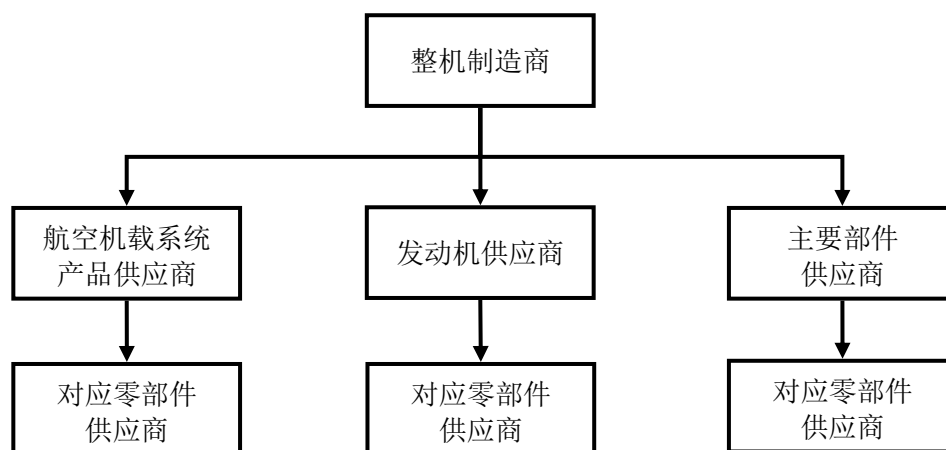 整机制造商
航空机载系统
产品供应商
发动机供应商
主要部件
供应商
对应零部件
供应商
对应零部件
供应商
对应零部件
供应商